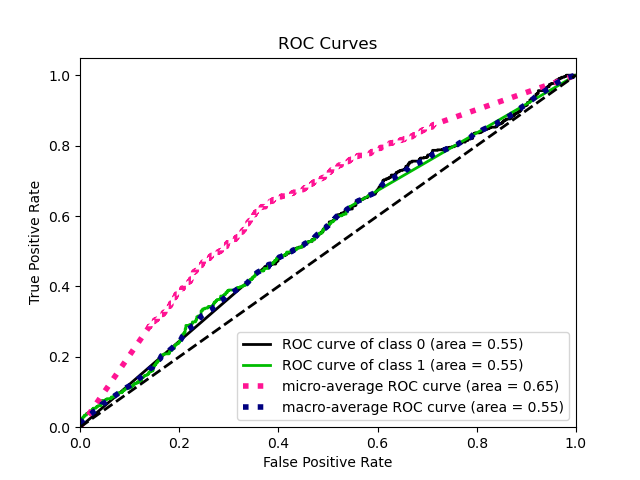 ROC Curves
True Positive Rate
1.0
0.8
0.6
0.4
0.2
0.0
ROC curve of class 0 (area = 0.55)
ROC curve of class 1 (area = 0.55)
micro-average ROC curve (area = 0.65)
macro-average ROC curve (area = 0.55)
0.0 0.2 0.4 0.6 0.8 1.0
False Positive Rate